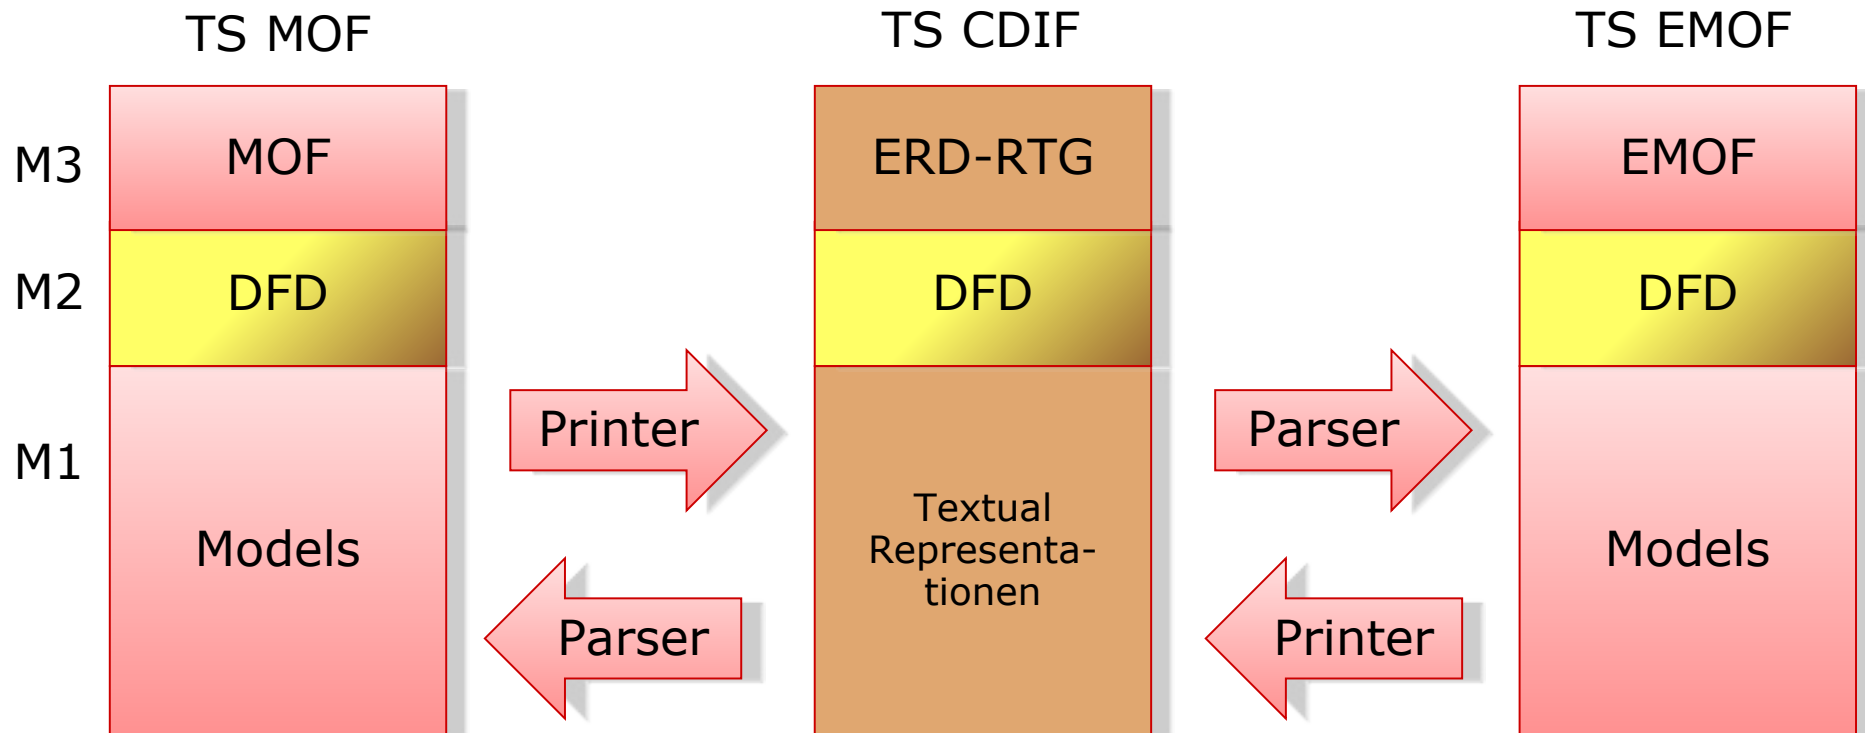 TS MOF
TS CDIF
TS EMOF
M3
MOF
ERD-RTG
EMOF
M2
DFD
DFD
DFD
M1
Printer
Parser
Models
Textual
Representa-
tionen
Models
Parser
Printer